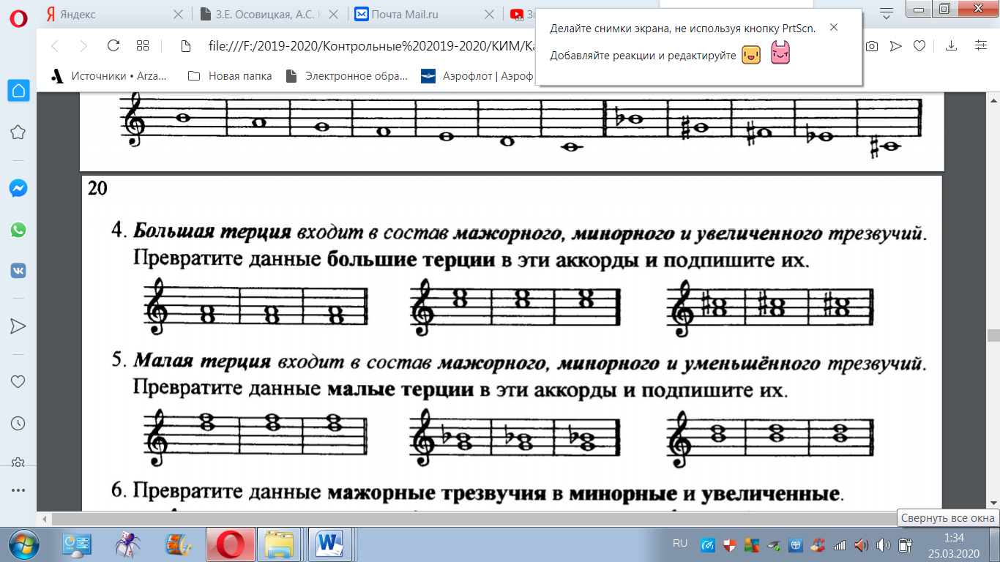 Яндекс
З.Е. Осовицкая, А.С.
Почта Mail.ru
Делайте снимки экрана, не используя кнопку PrtScn.
Добавляйте реакции и редактируйте
file:///F:/2019-2020/Контрольные%202019-2020/КИМ/Ка
Источники • Arza...
Новая папка
Электронное обра...
Аэрофлот | Аэроф
20
4. Большая терция входит в состав мажорного, минорного и увеличенного трезвучий.
Превратите данные большие терции в эти аккорды и подпишите их.
5. Малая терция входит в состав мажорного, минорного и уменьшённого трезвучий.
Превратите данные малые терции в эти аккорды и подпишите их.
6. Превратите данные мажорные трезвучия в минорные и увеличенные.
Свернуть все окна
RU
1:34
25.03.2020